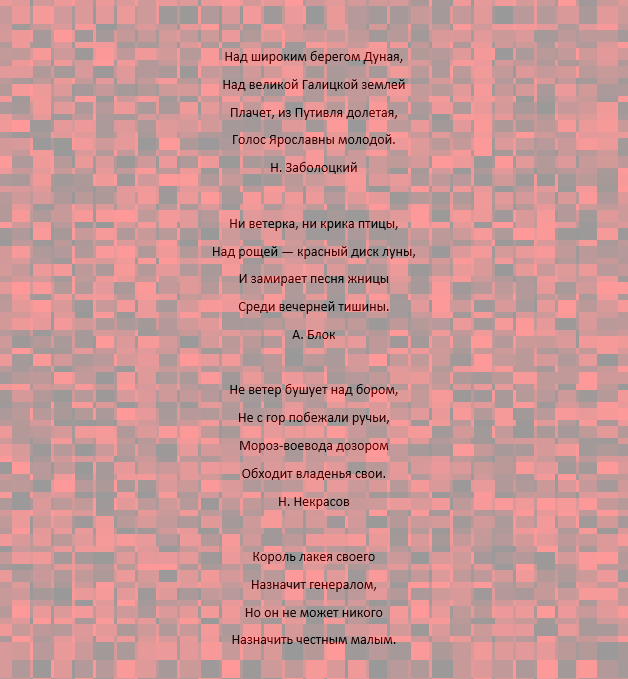 Над широким берегом Дуная,
Над великой Галицкой землей
Плачет, из Путивля долетая,
Голос Ярославны молодой.
Н. Заболоцкий
Ни ветерка, ни крика птицы,
Над рощей — красный диск луны,
И замирает песня жницы
Среди вечерней тишины.
А. Блок
Не ветер бушует над бором,
Не с гор побежали ручьи,
Мороз-воевода дозором
Обходит владенья свои.
Н. Некрасов
Король лакея своего
Назначит генералом,
Но он не может никого
Назначить честным малым.